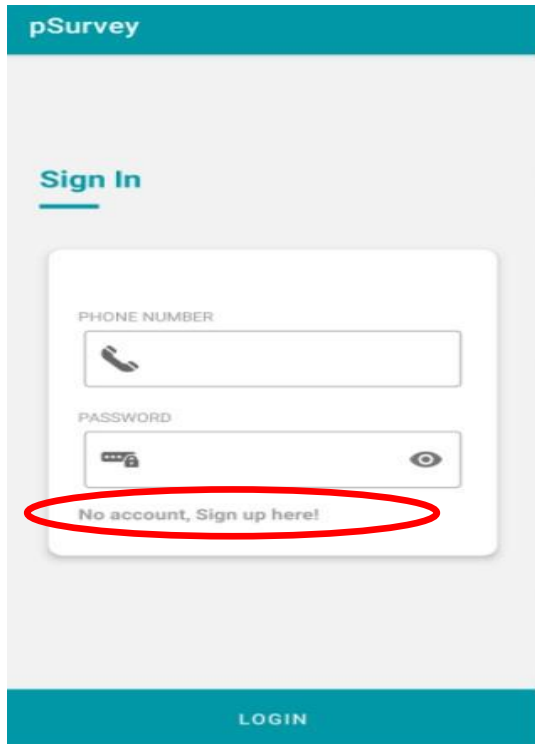 pSurvey
Sign In
PHONE NUMBER
PASSWORD
No account, Sign up here!
LOGIN